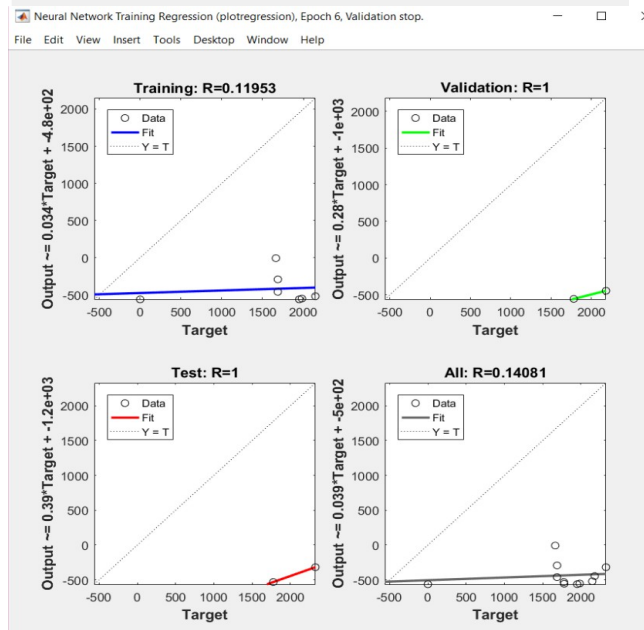 Neural Network Training Regression (plotregression), Epoch 6, Validation stop.
File Edit View Insert Tools Desktop Window Help
Training: R=0.11953
Output ~= 0.034*Target + -4.8e+02
2000
1500
1000
500
0
-500
Data
Fit
Y = T
-500 0 500 1000 1500 2000
Target
Validation: R=1
Output ~= 0.28*Target + -1e+03
2000
1500
1000
500
0
-500
Data
Fit
Y = T
-500 0 500 1000 1500 2000
Target
Test: R=1
Output ~= 0.39*Target + -1.2e+03
2000
1500
1000
500
0
-500
Data
Fit
Y = T
-500 0 500 1000 1500 2000
Target
All: R=0.14081
Output ~= 0.039*Target + -5e+02
2000
1500
1000
500
0
-500
Data
Fit
Y = T
-500 0 500 1000 1500 2000
Target